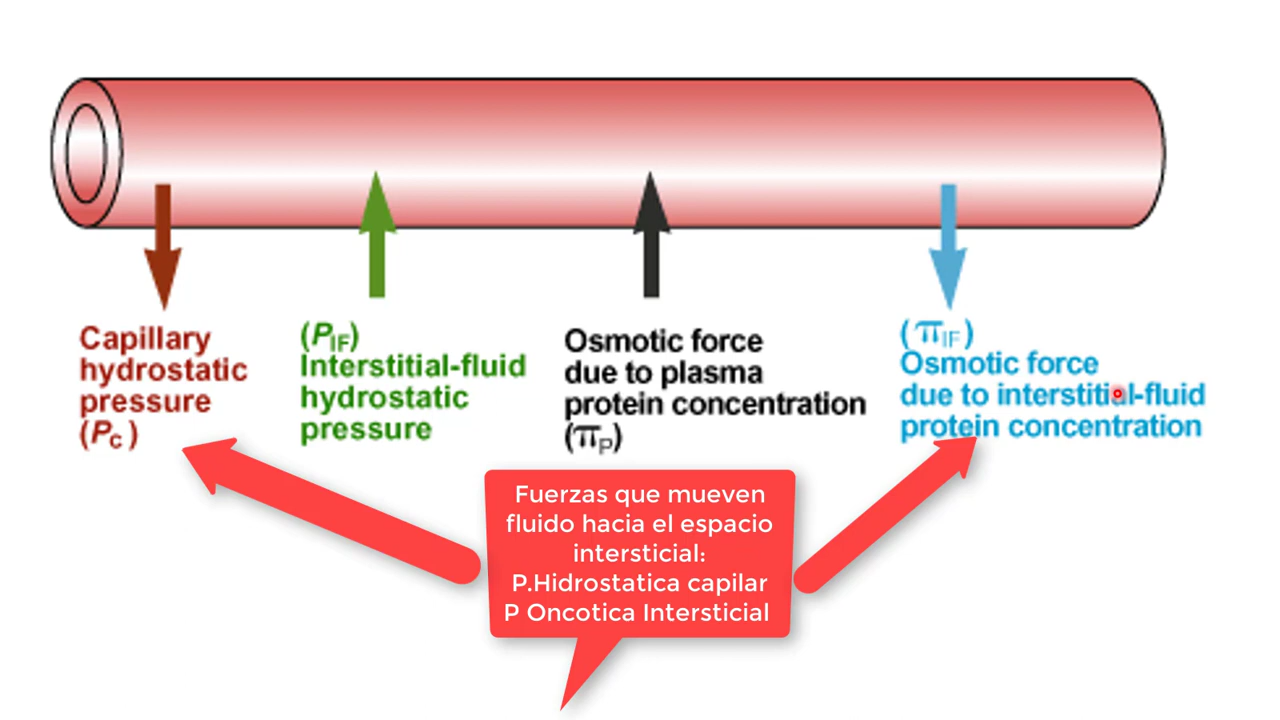 Capillary
hydrostatic
pressure
(Pc)
(PIF)
Interstitial-fluid
hydrostatic
pressure
Osmotic force
due to plasma
protein concentration
(πP)
(πIF)
Osmotic force
due to interstitial-fluid
protein concentration
Fuerzas que mueven
fluido hacia el espacio
intersticial:
P.Hidrostatica capilar
P Oncotica Intersticial